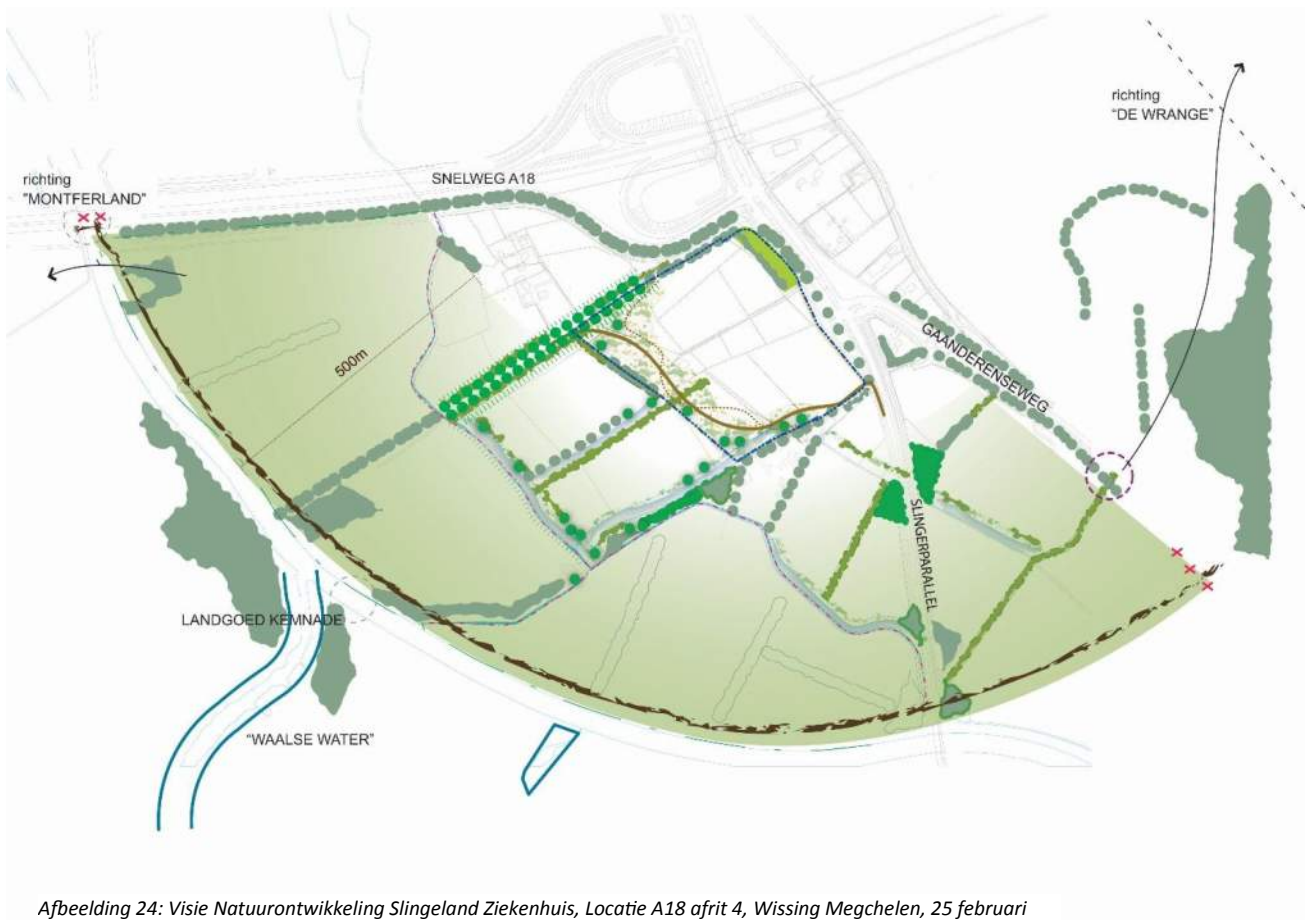 richting
"DE WRANGE"
richting
"MONTFERLAND"
SNELWEG A18
500m
GAANDERENSEWEG
SLINGERPARALLEL
LANDGOED KEMNADE
"WAALSE WATER"
Afbeelding 24: Visie Natuurontwikkeling Slingeland Ziekenhuis, Locatie A18 afrit 4, Wissing Megchelen, 25 februari